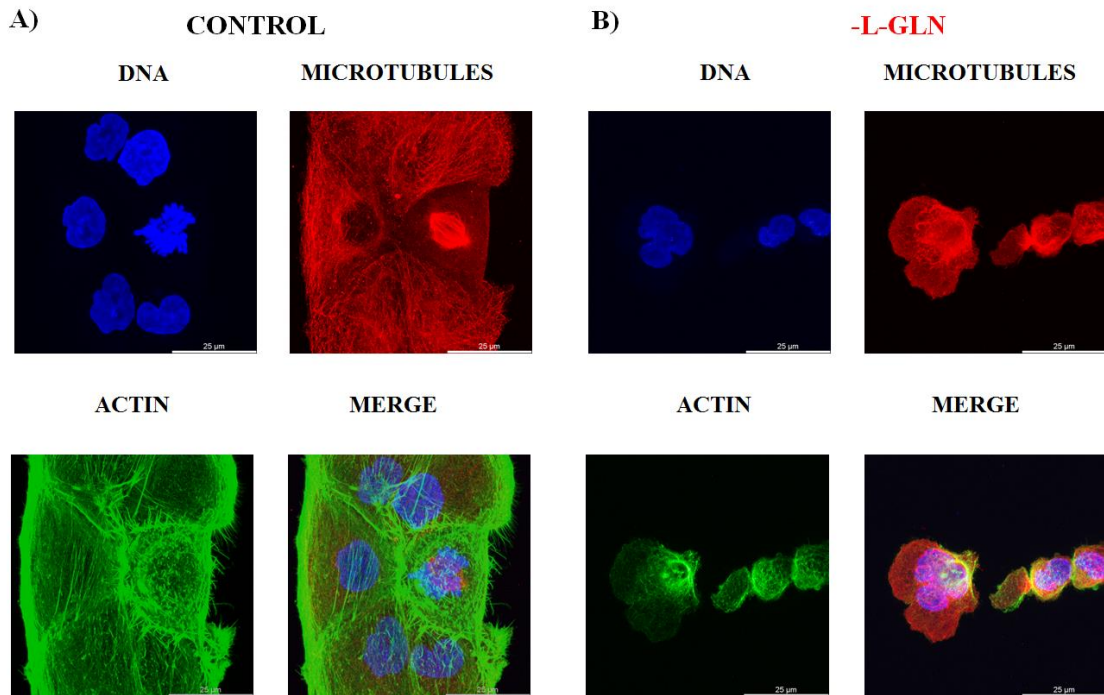 A)
CONTROL
B)
-L-GLN
DNA
MICROTUBULES
DNA
MICROTUBULES
25 µm
25 µm
25 µm
25 µm
ACTIN
MERGE
ACTIN
MERGE
25 µm
25 µm
25 µm
25 µm